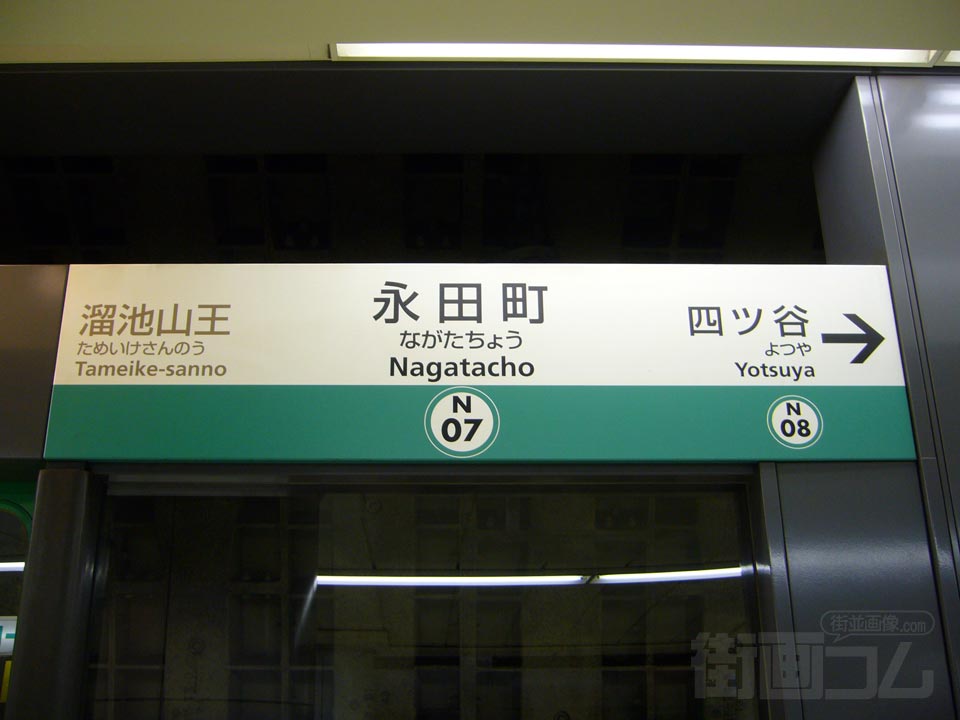 溜池山王
ためいけさんのう
Tameike-sanno
永田町
ながたちょう
Nagatacho
N
07
四ツ谷
よつや
Yotsuya
N
08
街並画像.com
街画コム